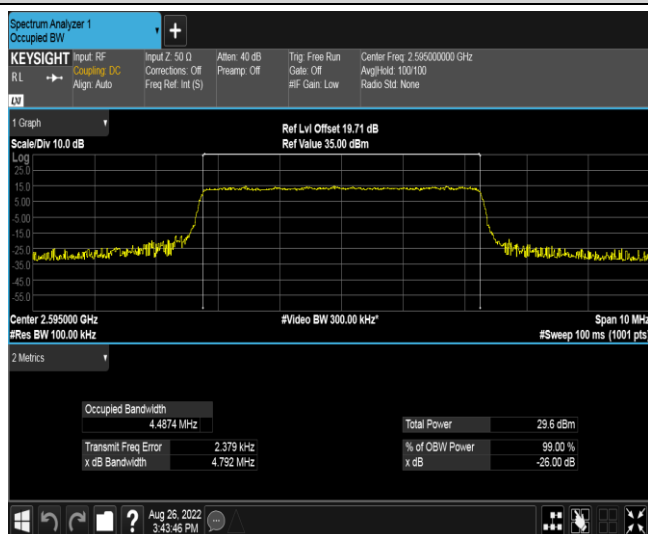 Spectrum Analyzer 1
Occupied BW
+
KEYSIGHT
RL
LXI
Input: RF
Coupling: DC
Align: Auto
Input Z: 50 Ω
Corrections: Off
Freq Ref: Int (S)
Atten: 40 dB
Preamp: Off
Trig: Free Run
Gate: Off
#IF Gain: Low
Center Freq: 2.595000000 GHz
Avg|Hold: 100/100
Radio Std: None
1 Graph
Scale/Div 10.0 dB
Ref Lvl Offset 19.71 dB
Ref Value 35.00 dBm
Log
25.0
15.0
5.00
-5.00
-15.0
-25.0
-35.0
-45.0
-55.0
Center 2.595000 GHz
#Res BW 100.00 kHz
#Video BW 300.00 kHz*
Span 10 MHz
#Sweep 100 ms (1001 pts)
2 Metrics
Occupied Bandwidth
4.4874 MHz
Transmit Freq Error 2.379 kHz
x dB Bandwidth 4.792 MHz
Total Power 29.6 dBm
% of OBW Power 99.00 %
x dB -26.00 dB
?
Aug 26, 2022
3:43:46 PM